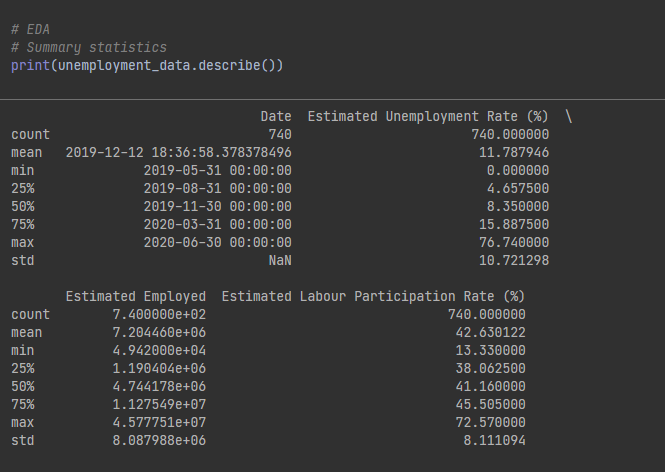 # EDA
# Summary statistics
print(unemployment_data.describe())
                                Date  Estimated Unemployment Rate (%)  \
count                            740                       740.000000
mean   2019-12-12 18:36:58.378378496                        11.787946
min              2019-05-31 00:00:00                         0.000000
25%              2019-08-31 00:00:00                         4.657500
50%              2019-11-30 00:00:00                         8.350000
75%              2020-03-31 00:00:00                        15.887500
max              2020-06-30 00:00:00                        76.740000
std                              NaN                        10.721298
       Estimated Employed  Estimated Labour Participation Rate (%)
count        7.400000e+02                               740.000000
mean         7.204460e+06                                42.630122
min          4.942000e+04                                13.330000
25%          1.190404e+06                                38.062500
50%          4.744178e+06                                41.160000
75%          1.127549e+07                                45.505000
max          4.577751e+07                                72.570000
std          8.087988e+06                                 8.111094